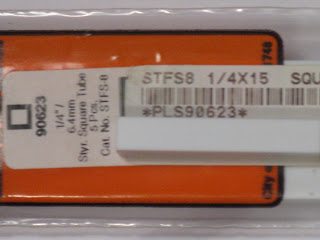 90623
1/4"/
6.4mm
Styr. Square Tube
5 Pcs.
Cat. No. STFS-8
STFS8 1/4X15 SQU
*PLS90623*
City o